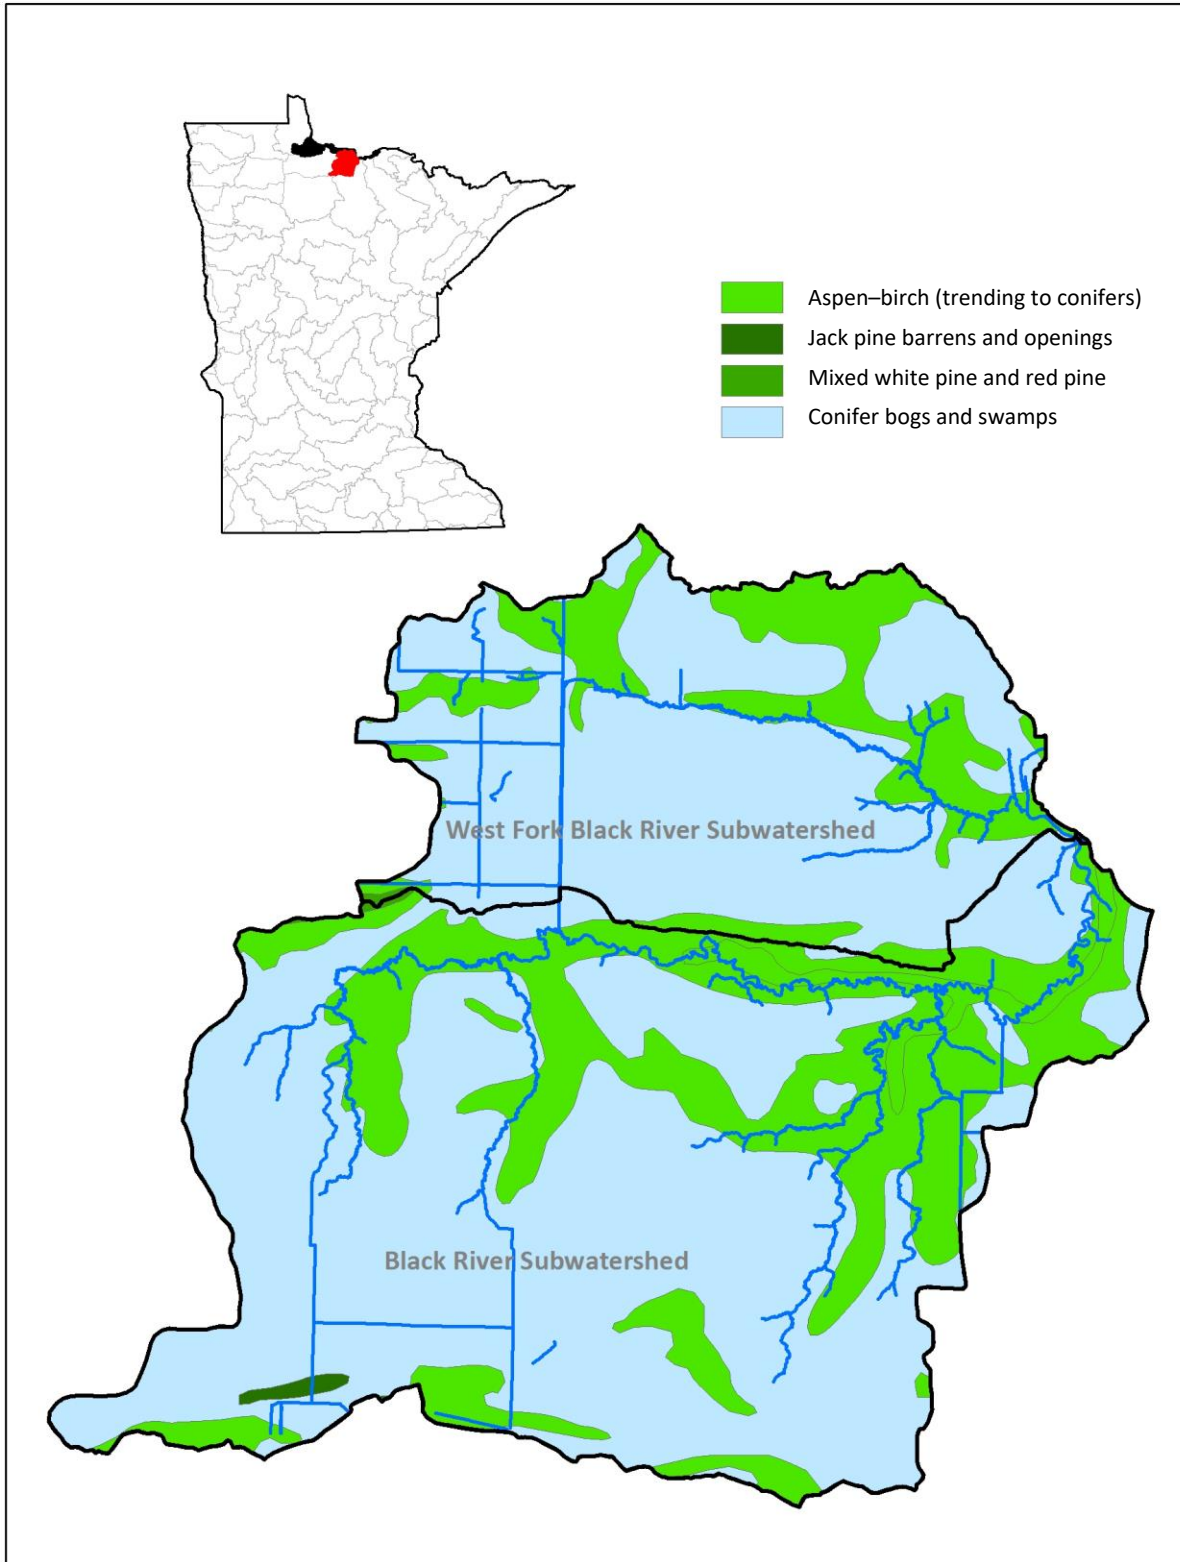 Aspen–birch (trending to conifers)
Jack pine barrens and openings
Mixed white pine and red pine
Conifer bogs and swamps
West Fork Black River Subwatershed
Black River Subwatershed